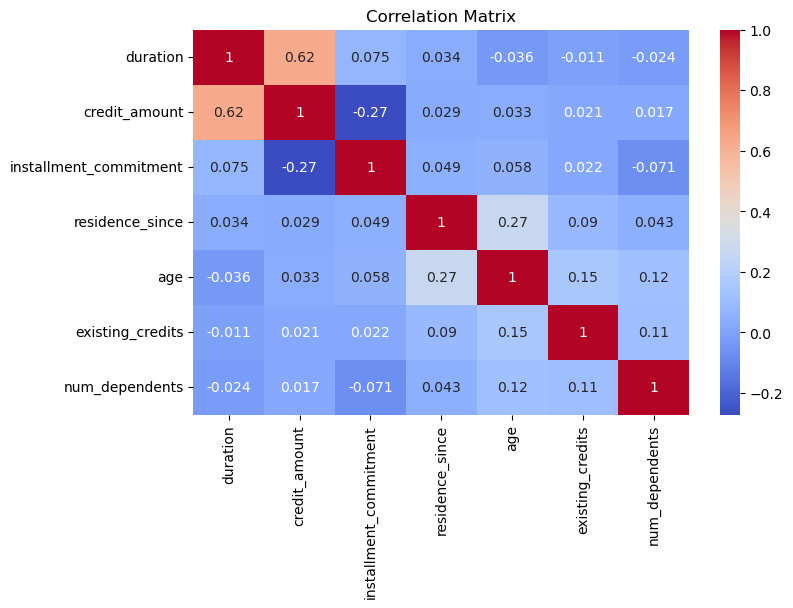 Correlation Matrix
duration 1 0.62 0.075 0.034 -0.036 -0.011 -0.024
credit_amount 0.62 1 -0.27 0.029 0.033 0.021 0.017
installment_commitment 0.075 -0.27 1 0.049 0.058 0.022 -0.071
residence_since 0.034 0.029 0.049 1 0.27 0.09 0.043
age -0.036 0.033 0.058 0.27 1 0.15 0.12
existing_credits -0.011 0.021 0.022 0.09 0.15 1 0.11
num_dependents -0.024 0.017 -0.071 0.043 0.12 0.11 1
duration
credit_amount
installment_commitment
residence_since
age
existing_credits
num_dependents
1.0
0.8
0.6
0.4
0.2
0.0
−0.2